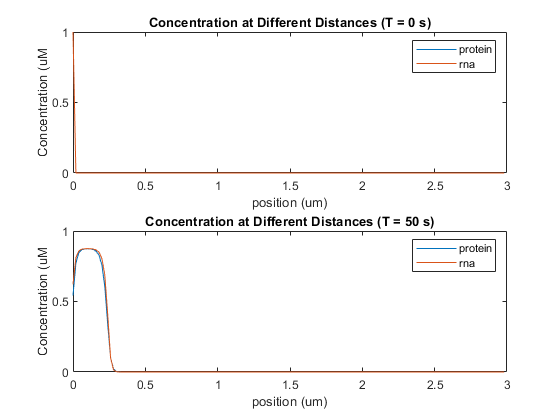 Concentration at Different Distances (T = 0 s)
1
0.5
0
Concentration (uM
protein
rna
0 0.5 1 1.5 2 2.5 3
position (um)
Concentration at Different Distances (T = 50 s)
1
0.5
0
Concentration (uM
protein
rna
0 0.5 1 1.5 2 2.5 3
position (um)